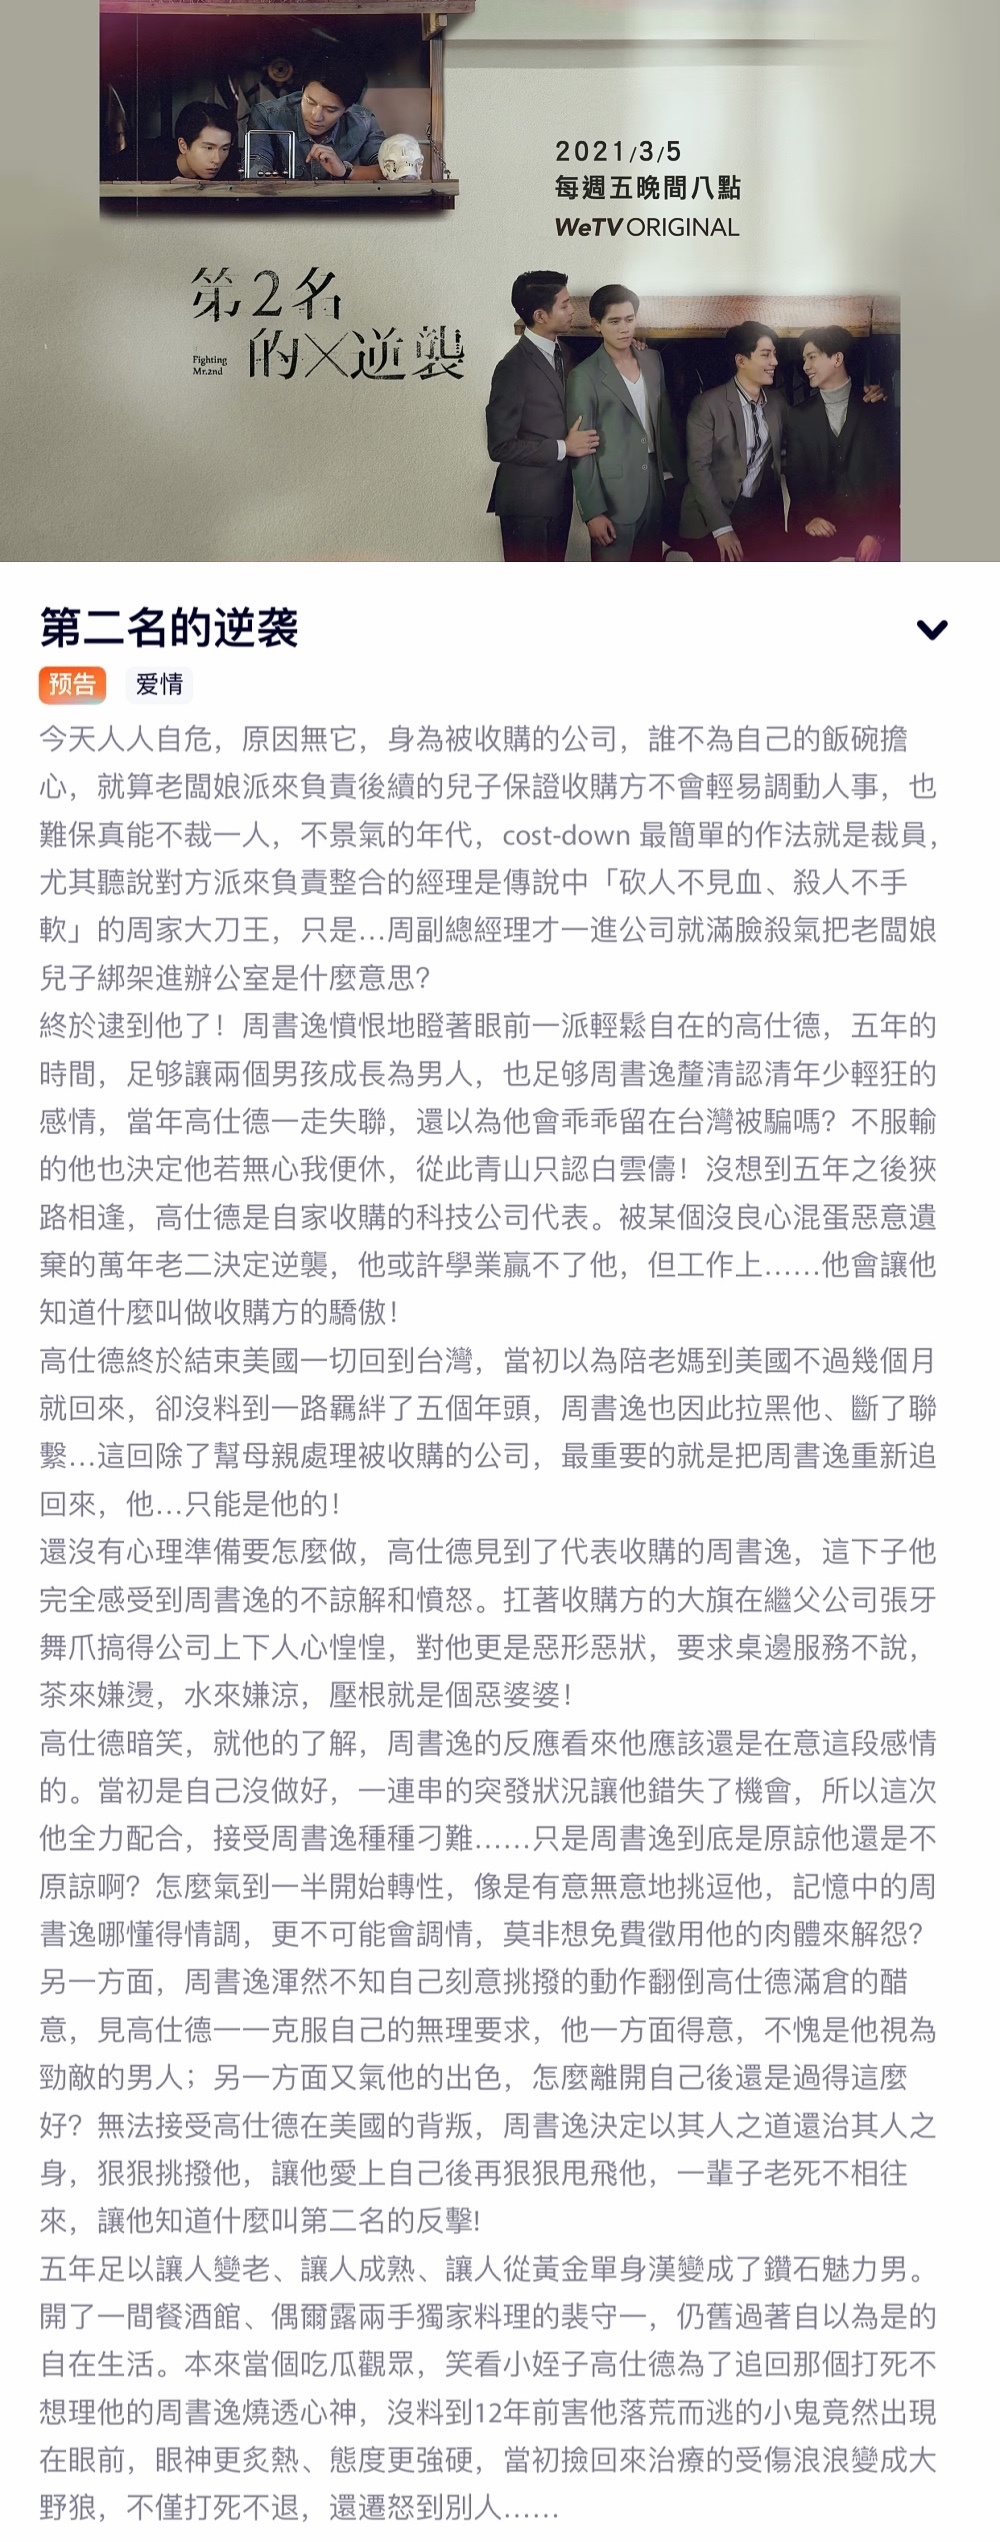 2021/3/5
每週五晚間八點
WeTV ORIGINAL
第2名
的×逆襲
Fighting
Mr.2nd
第二名的逆袭
预告 爱情
今天人人自危，原因無它，身為被收購的公司，誰不為自己的飯碗擔
心，就算老闆娘派來負責後續的兒子保證收購方不會輕易調動人事，也
難保真能不裁一人，不景氣的年代，cost-down 最簡單的作法就是裁員，
尤其聽說對方派來負責整合的經理是傳說中「砍人不見血、殺人不手
軟」的周家大刀王，只是…周副總經理才一進公司就滿臉殺氣把老闆娘
兒子綁架進辦公室是什麼意思？
終於逮到他了！周書逸憤恨地瞪著眼前一派輕鬆自在的高仕德，五年的
時間，足够讓兩個男孩成長為男人，也足够周書逸釐清認清年少輕狂的
感情，當年高仕德一走失聯，還以為他會乖乖留在台灣被騙嗎？不服輸
的他也決定他若無心我便休，從此青山只認白雲儔！沒想到五年之後狹
路相逢，高仕德是自家收購的科技公司代表。被某個沒良心混蛋惡意遺
棄的萬年老二決定逆襲，他或許學業贏不了他，但工作上……他會讓他
知道什麼叫做收購方的驕傲！
高仕德終於結束美國一切回到台灣，當初以為陪老媽到美國不過幾個月
就回來，卻沒料到一路羈絆了五個年頭，周書逸也因此拉黑他、斷了聯
繫…這回除了幫母親處理被收購的公司，最重要的就是把周書逸重新追
回來，他…只能是他的！
還沒有心理準備要怎麼做，高仕德見到了代表收購的周書逸，這下子他
完全感受到周書逸的不諒解和憤怒。扛著收購方的大旗在繼父公司張牙
舞爪搞得公司上下人心惶惶，對他更是惡形惡狀，要求桌邊服務不說，
茶來嫌燙，水來嫌涼，壓根就是個惡婆婆！
高仕德暗笑，就他的了解，周書逸的反應看來他應該還是在意這段感情
的。當初是自己沒做好，一連串的突發狀況讓他錯失了機會，所以這次
他全力配合，接受周書逸種種刁難……只是周書逸到底是原諒他還是不
原諒啊？怎麼氣到一半開始轉性，像是有意無意地挑逗他，記憶中的周
書逸哪懂得情調，更不可能會調情，莫非想免費徵用他的肉體來解怨？
另一方面，周書逸渾然不知自己刻意挑撥的動作翻倒高仕德滿倉的醋
意，見高仕德一一克服自己的無理要求，他一方面得意，不愧是他視為
勁敵的男人；另一方面又氣他的出色，怎麼離開自己後還是過得這麼
好？無法接受高仕德在美國的背叛，周書逸決定以其人之道還治其人之
身，狠狠挑撥他，讓他愛上自己後再狠狠甩飛他，一輩子老死不相往
來，讓他知道什麼叫第二名的反擊!
五年足以讓人變老、讓人成熟、讓人從黃金單身漢變成了鑽石魅力男。
開了一間餐酒館、偶爾露兩手獨家料理的裴守一，仍舊過著自以為是的
自在生活。本來當個吃瓜觀眾，笑看小姪子高仕德為了追回那個打死不
想理他的周書逸燒透心神，沒料到12年前害他落荒而逃的小鬼竟然出現
在眼前，眼神更炙熱、態度更強硬，當初撿回來治療的受傷浪浪變成大
野狼，不僅打死不退，還遷怒到別人……